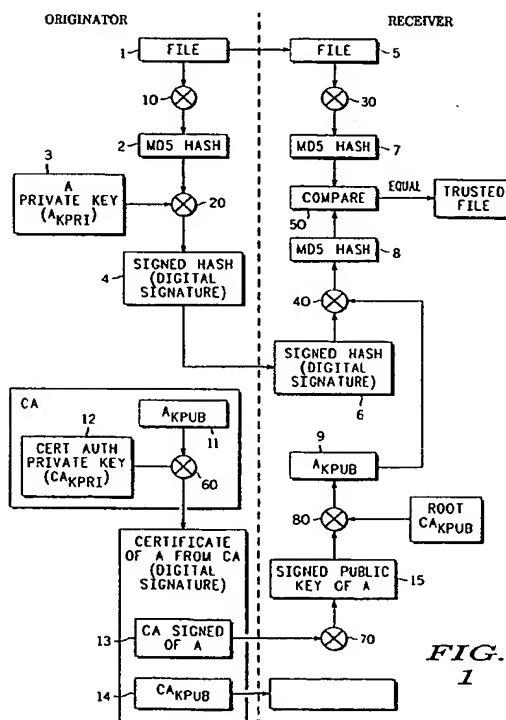 ORIGINATOR
RECEIVER
1
FILE
FILE
5
10
30
2
MD5 HASH
MD5 HASH
7
3
A
PRIVATE KEY
(AKPRI)
20
COMPARE
50
EQUAL
TRUSTED
FILE
MD5 HASH
8
4
SIGNED HASH
(DIGITAL
SIGNATURE)
40
SIGNED HASH
(DIGITAL
SIGNATURE)
6
CA
AKPUB
11
12
CERT AUTH
PRIVATE KEY
(CAKPRI)
60
9
AKPUB
80
ROOT
CAKPUB
CERTIFICATE
OF A FROM CA
(DIGITAL
SIGNATURE)
SIGNED PUBLIC
KEY OF A
15
13
CA SIGNED
OF A
70
14
CAKPUB
FIG.
1